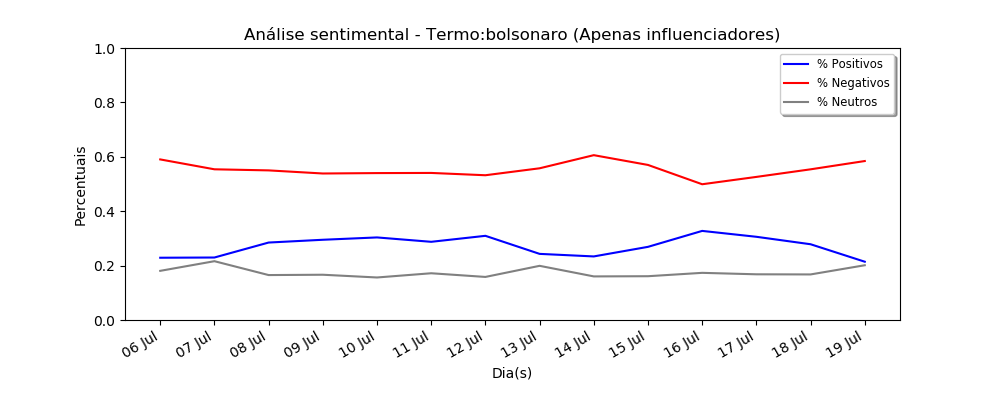 Análise sentimental - Termo:bolsonaro (Apenas influenciadores)
1.0
0.8
0.6
0.4
0.2
0.0
Percentuais
% Positivos
% Negativos
% Neutros
06 Jul
07 Jul
08 Jul
09 Jul
10 Jul
11 Jul
12 Jul
13 Jul
14 Jul
15 Jul
16 Jul
17 Jul
18 Jul
19 Jul
Dia(s)